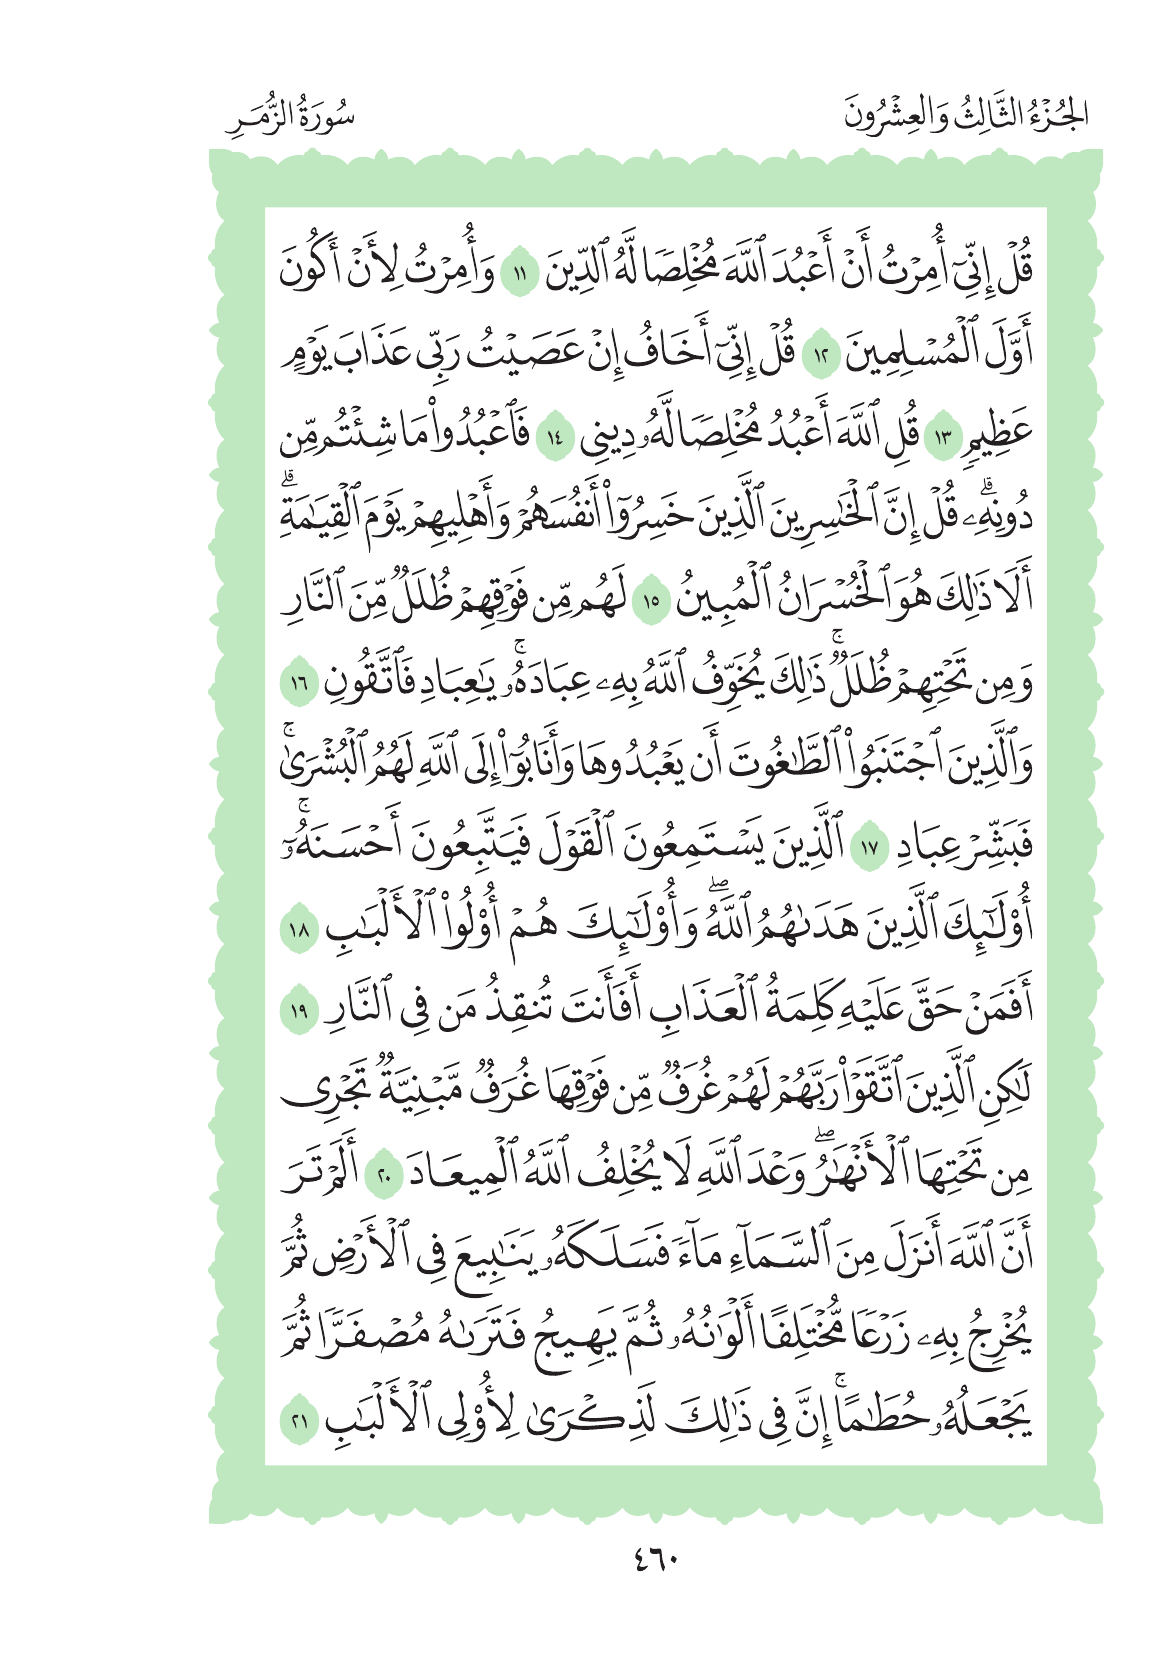 الجُزْءُ الثَّالِثُ وَالعِشْرُونَ سُورَةُ الزُّمَرِ
قُلۡ إِنِّيٓ أُمِرۡتُ أَنۡ أَعۡبُدَ ٱللَّهَ مُخۡلِصٗا لَّهُ ٱلدِّينَ ١١ وَأُمِرۡتُ لِأَنۡ أَكُونَ
أَوَّلَ ٱلۡمُسۡلِمِينَ ١٢ قُلۡ إِنِّيٓ أَخَافُ إِنۡ عَصَيۡتُ رَبِّي عَذَابَ يَوۡمٍ
عَظِيمٖ ١٣ قُلِ ٱللَّهَ أَعۡبُدُ مُخۡلِصٗا لَّهُۥ دِينِي ١٤ فَٱعۡبُدُواْ مَا شِئۡتُم مِّن
دُونِهِۦۗ قُلۡ إِنَّ ٱلۡخَٰسِرِينَ ٱلَّذِينَ خَسِرُوٓاْ أَنفُسَهُمۡ وَأَهۡلِيهِمۡ يَوۡمَ ٱلۡقِيَٰمَةِۗ
أَلَا ذَٰلِكَ هُوَ ٱلۡخُسۡرَانُ ٱلۡمُبِينُ ١٥ لَهُم مِّن فَوۡقِهِمۡ ظُلَلٞ مِّنَ ٱلنَّارِ
وَمِن تَحۡتِهِمۡ ظُلَلٞۚ ذَٰلِكَ يُخَوِّفُ ٱللَّهُ بِهِۦ عِبَادَهُۥۚ يَٰعِبَادِ فَٱتَّقُونِ ١٦
وَٱلَّذِينَ ٱجۡتَنَبُواْ ٱلطَّٰغُوتَ أَن يَعۡبُدُوهَا وَأَنَابُوٓاْ إِلَى ٱللَّهِ لَهُمُ ٱلۡبُشۡرَىٰۚ
فَبَشِّرۡ عِبَادِ ١٧ ٱلَّذِينَ يَسۡتَمِعُونَ ٱلۡقَوۡلَ فَيَتَّبِعُونَ أَحۡسَنَهُۥٓۚ
أُوْلَٰٓئِكَ ٱلَّذِينَ هَدَىٰهُمُ ٱللَّهُۖ وَأُوْلَٰٓئِكَ هُمۡ أُوْلُواْ ٱلۡأَلۡبَٰبِ ١٨
أَفَمَنۡ حَقَّ عَلَيۡهِ كَلِمَةُ ٱلۡعَذَابِ أَفَأَنتَ تُنقِذُ مَن فِي ٱلنَّارِ ١٩
لَٰكِنِ ٱلَّذِينَ ٱتَّقَوۡاْ رَبَّهُمۡ لَهُمۡ غُرَفٞ مِّن فَوۡقِهَا غُرَفٞ مَّبۡنِيَّةٞ تَجۡرِي
مِن تَحۡتِهَا ٱلۡأَنۡهَٰرُۖ وَعۡدَ ٱللَّهِ لَا يُخۡلِفُ ٱللَّهُ ٱلۡمِيعَادَ ٢٠ أَلَمۡ تَرَ
أَنَّ ٱللَّهَ أَنزَلَ مِنَ ٱلسَّمَآءِ مَآءٗ فَسَلَكَهُۥ يَنَٰبِيعَ فِي ٱلۡأَرۡضِ ثُمَّ
يُخۡرِجُ بِهِۦ زَرۡعٗا مُّخۡتَلِفًا أَلۡوَٰنُهُۥ ثُمَّ يَهِيجُ فَتَرَىٰهُ مُصۡفَرّٗا ثُمَّ
يَجۡعَلُهُۥ حُطَٰمًاۚ إِنَّ فِي ذَٰلِكَ لَذِكۡرَىٰ لِأُوْلِي ٱلۡأَلۡبَٰبِ ٢١
٤٦٠